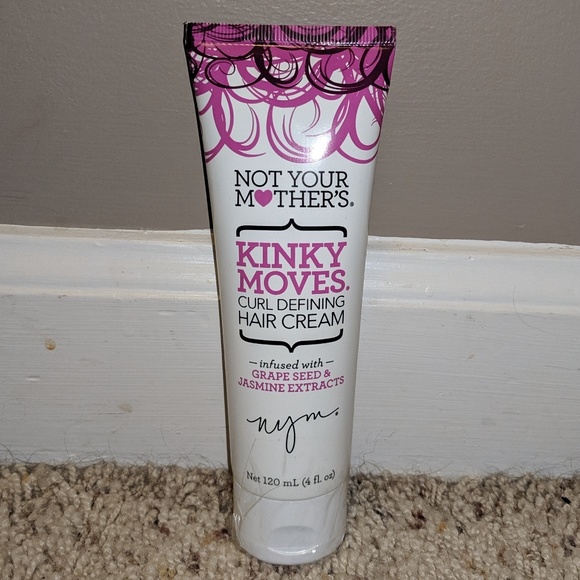 NOT YOUR
M♥THER'S®
KINKY
MOVES®
CURL DEFINING
HAIR CREAM
— infused with —
GRAPE SEED &
JASMINE EXTRACTS
nym®
Net 120 mL (4 fl. oz)